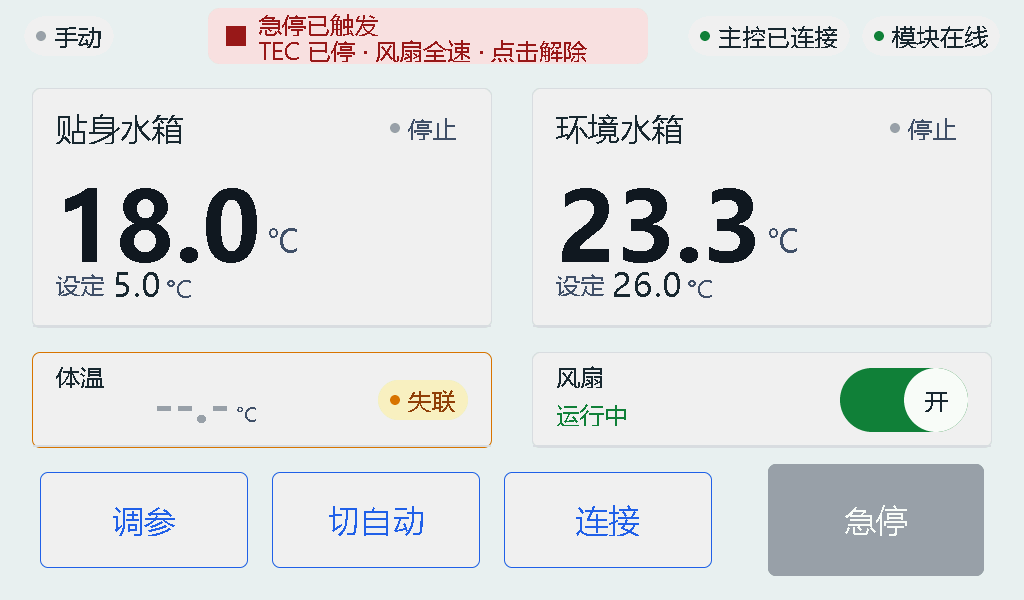 手动
急停已触发
TEC 已停 · 风扇全速 · 点击解除
主控已连接
模块在线
贴身水箱
停止
18.0 °C
设定 5.0 °C
环境水箱
停止
23.3 °C
设定 26.0 °C
体温
--.- °C
失联
风扇
运行中
开
调参
切自动
连接
急停